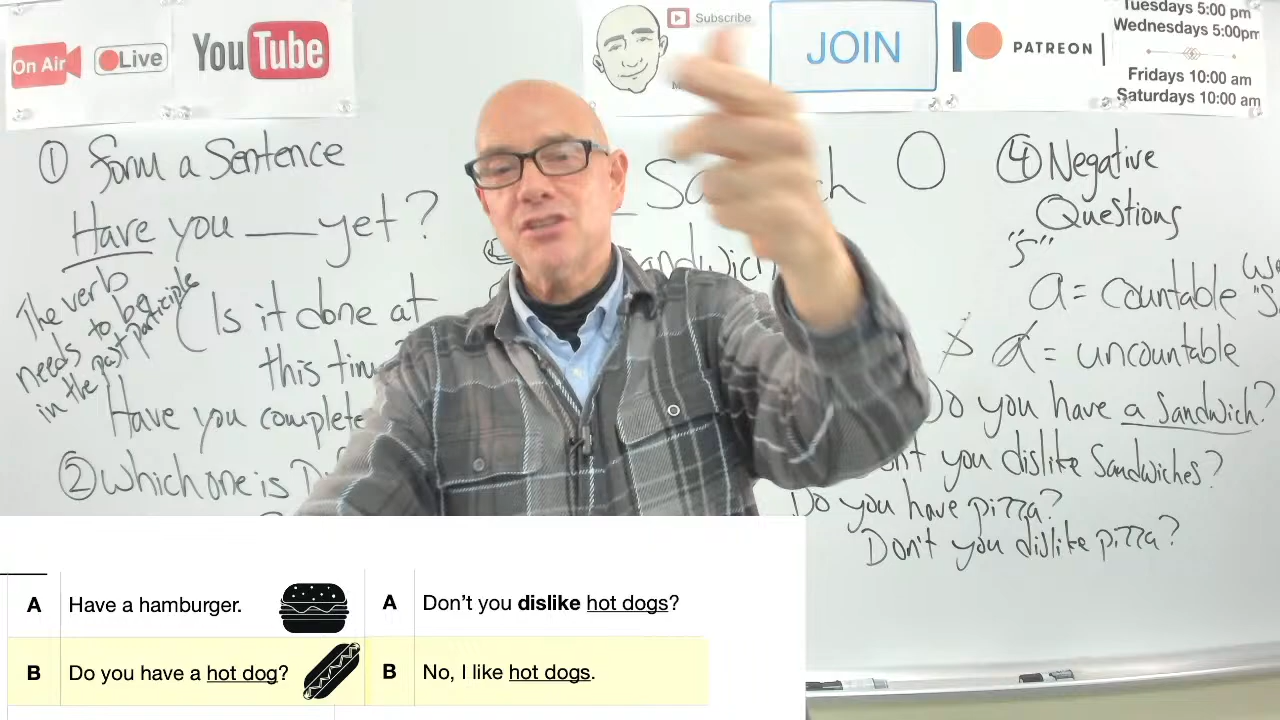 On Air
Live
YouTube
Subscribe
JOIN
PATREON
Tuesdays 5:00 pm
Wednesdays 5:00pm
Fridays 10:00 am
Saturdays 10:00 am
① Form a Sentence
Have you ___ yet?
The verb
needs to be
in the past participle
(Is it done at
this
Have you
② Which one is
O
④ Negative
Questions
"S"
a = countable
a = uncountable
Do you have a sandwich?
you dislike Sandwiches?
Do you have pizza?
Don't you dislike pizza?
A Have a hamburger.
B Do you have a hot dog?
A Don't you dislike hot dogs?
B No, I like hot dogs.